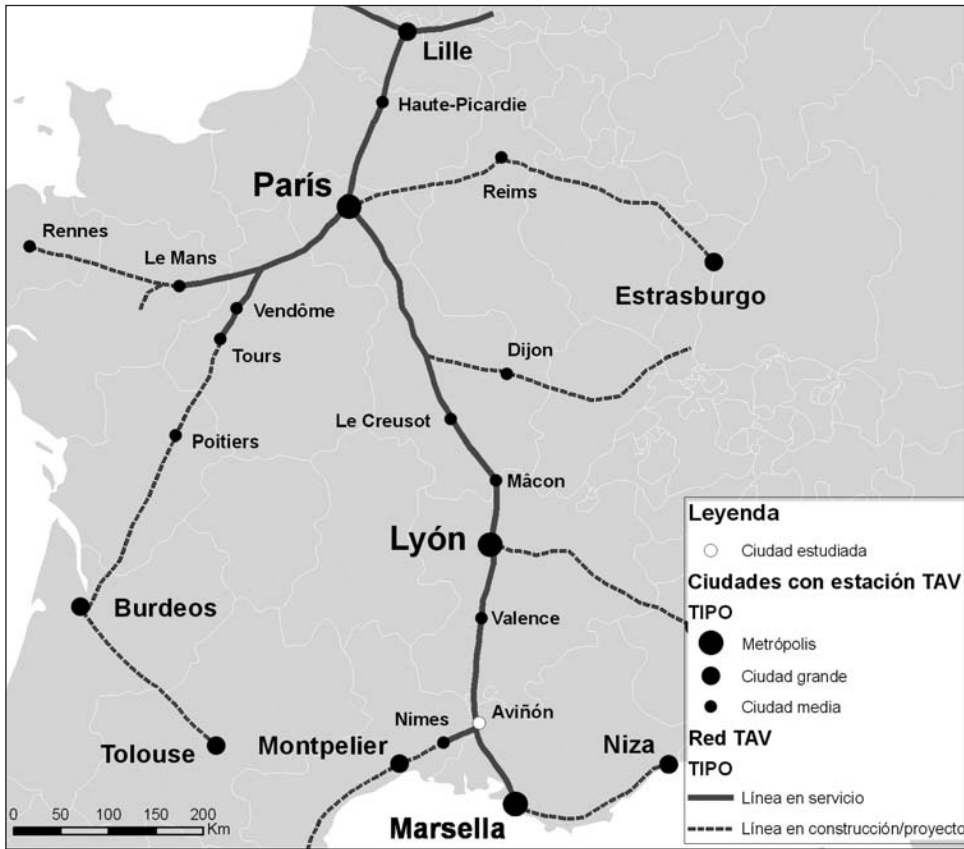 Lille
Haute-Picardie
París
Reims
Rennes
Le Mans
Estrasburgo
Vendôme
Tours
Dijon
Le Creusot
Poitiers
Mâcon
Lyón
Burdeos
Valence
Aviñón
Nimes
Tolouse
Montpelier
Niza
Marsella
0 50 100 150 200
Km
Leyenda
Ciudad estudiada
Ciudades con estación TAV
TIPO
Metrópolis
Ciudad grande
Ciudad media
Red TAV
TIPO
Línea en servicio
Línea en construcción/proyecto